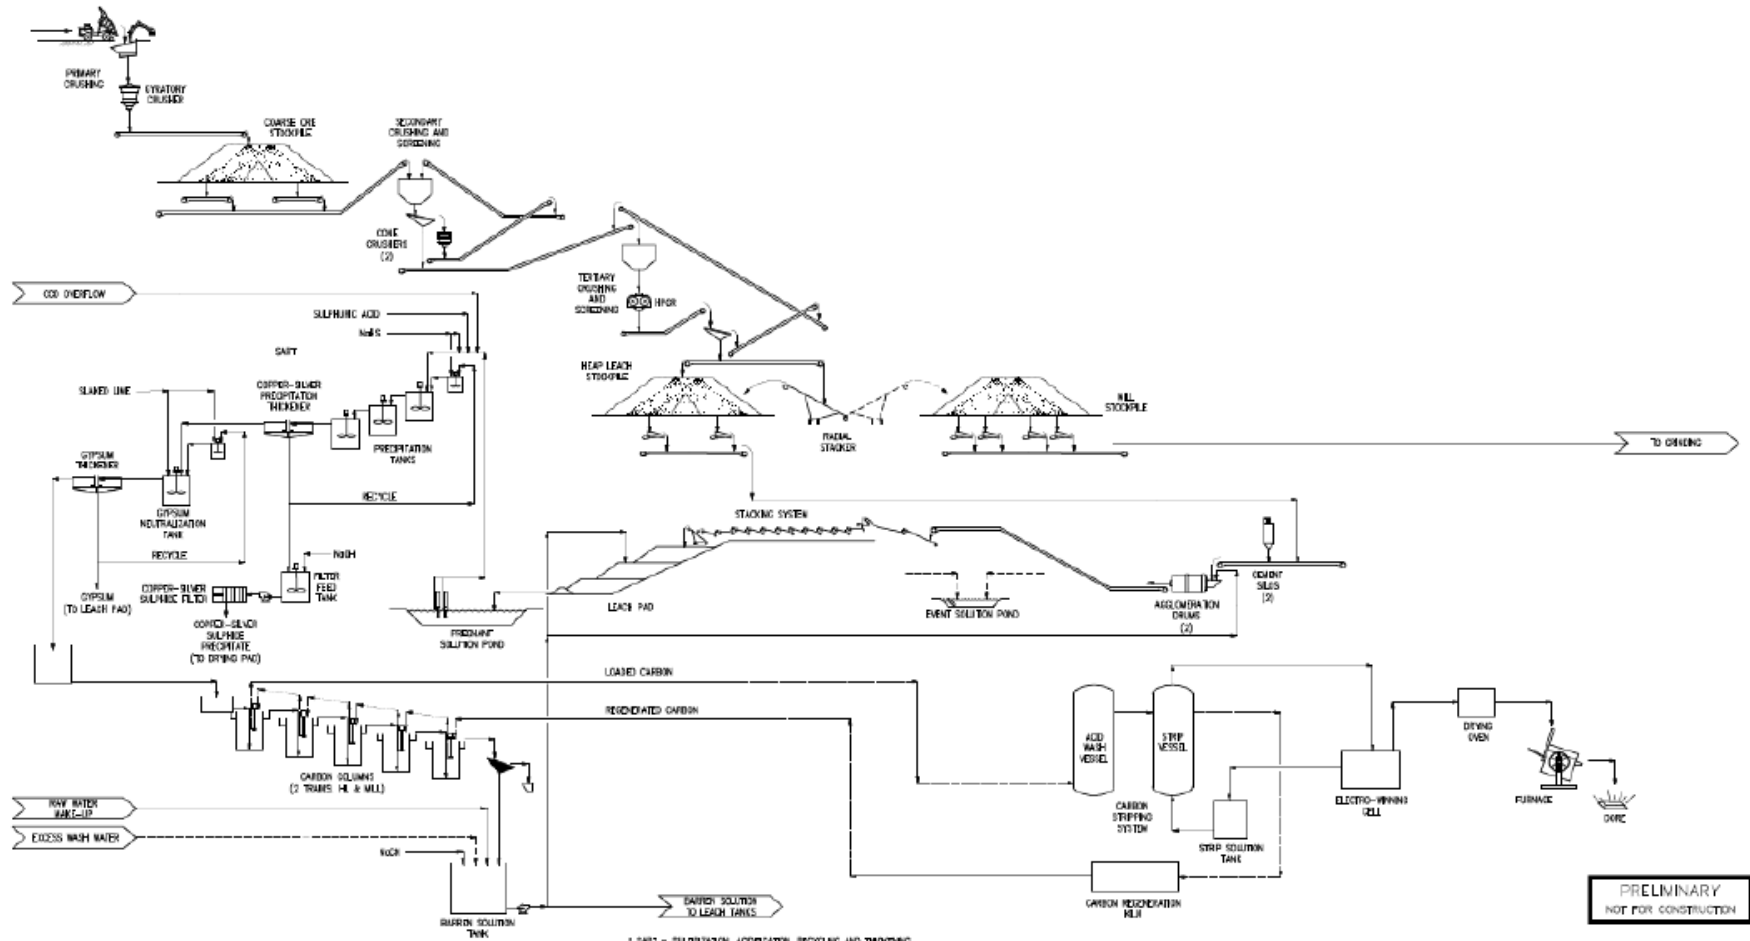 PRIMARY
CRUSHING
GYRATORY
CRUSHER
COARSE ORE
STOCKPILE
SECONDARY
CRUSHING AND
SCREENING
CONE
CRUSHERS
(2)
TERTIARY
CRUSHING
AND
SCREENING
HPGR
CCD OVERFLOW
SULPHURIC ACID
NaHS
SART
SLAKED LIME
COPPER-SILVER
PRECIPITATION
THICKENER
PRECIPITATION
TANKS
HEAP LEACH
STOCKPILE
RADIAL
STACKER
MILL
STOCKPILE
TO GRINDING
GYPSUM
THICKENER
GYPSUM
NEUTRALIZATION
TANK
RECYCLE
RECYCLE
NaOH
FILTER
FEED
TANK
COPPER-SILVER
SULPHIDE FILTER
GYPSUM
(TO LEACH PAD)
COPPER-SILVER
SULPHIDE
PRECIPITATE
(TO DRYING PAD)
STACKING SYSTEM
LEACH PAD
PREGNANT
SOLUTION POND
EVENT SOLUTION POND
CEMENT
SILOS
(2)
AGGLOMERATION
DRUMS
(2)
LOADED CARBON
REGENERATED CARBON
CARBON COLUMNS
(2 TRAINS: HL & MILL)
ACID
WASH
VESSEL
STRIP
VESSEL
CARBON
STRIPPING
SYSTEM
STRIP SOLUTION
TANK
ELECTRO-WINNING
CELL
DRYING
OVEN
FURNACE
DORE
RAW WATER
MAKE-UP
EXCESS WASH WATER
NaOH
BARREN SOLUTION
TANK
BARREN SOLUTION
TO LEACH TANKS
CARBON REGENERATION
KILN
PRELIMINARY
NOT FOR CONSTRUCTION